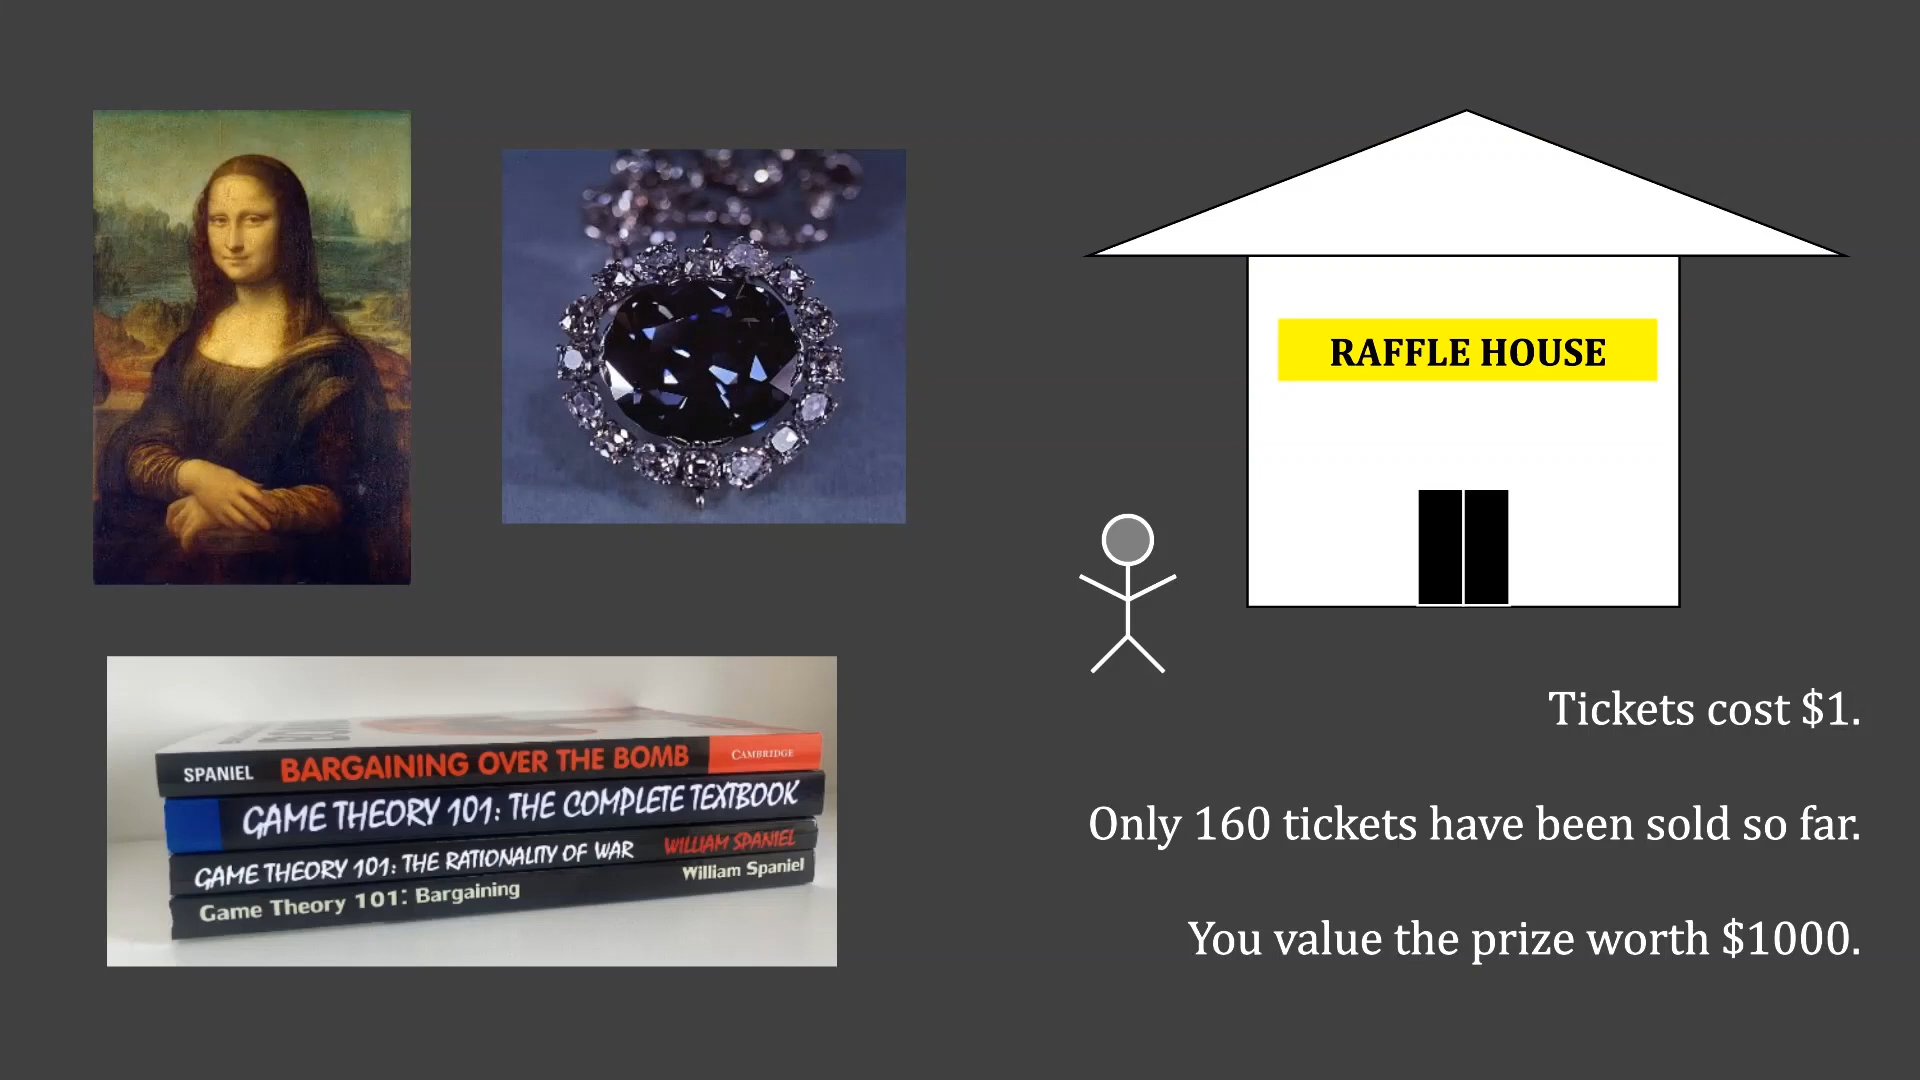 RAFFLE HOUSE
SPANIEL BARGAINING OVER THE BOMB CAMBRIDGE
GAME THEORY 101: THE COMPLETE TEXTBOOK
GAME THEORY 101: THE RATIONALITY OF WAR WILLIAM SPANIEL
Game Theory 101: Bargaining William Spaniel
Tickets cost $1.
Only 160 tickets have been sold so far.
You value the prize worth $1000.